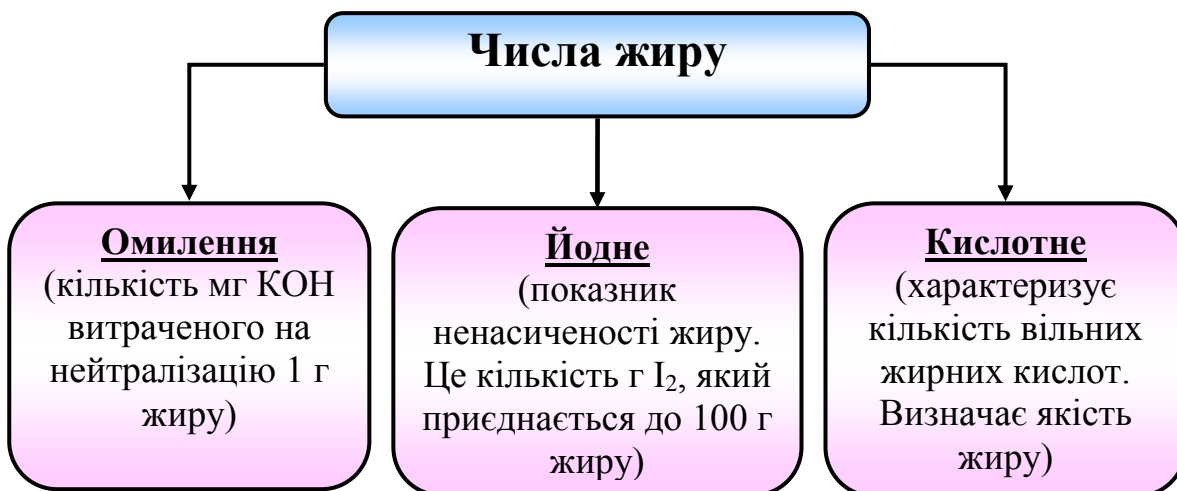 Числа жиру
Омилення
(кількість мг КОН
витраченого на
нейтралізацію 1 г
жиру)
Йодне
(показник
ненасиченості жиру.
Це кількість г I₂, який
приєднається до 100 г
жиру)
Кислотне
(характеризує
кількість вільних
жирних кислот.
Визначає якість
жиру)